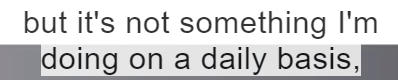 but it's not something I'm
doing on a daily basis,